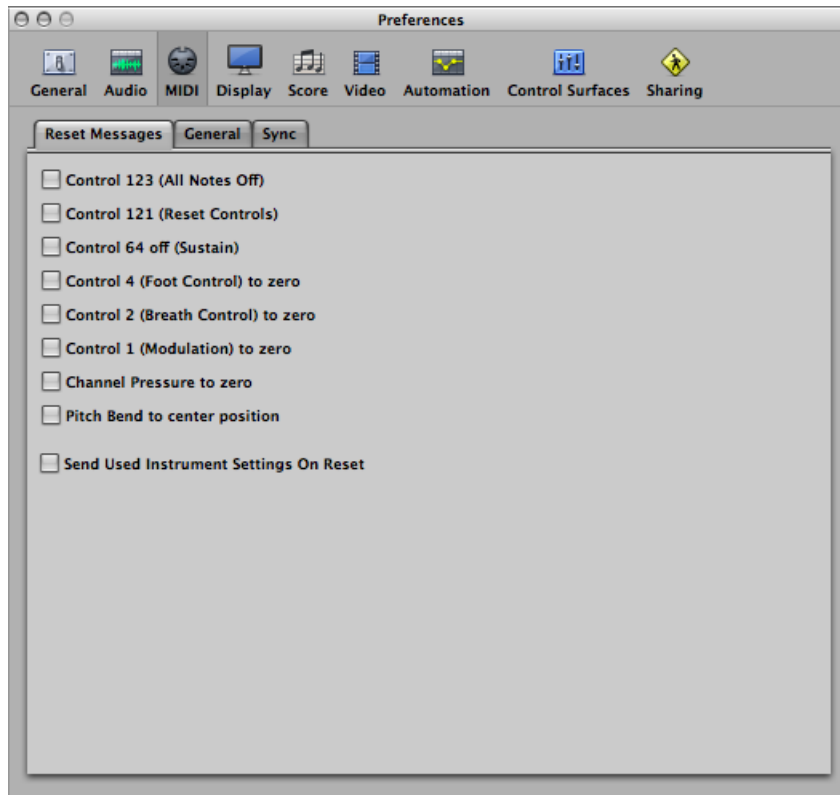 Preferences
General Audio MIDI Display Score Video Automation Control Surfaces Sharing
Reset Messages General Sync
Control 123 (All Notes Off)
Control 121 (Reset Controls)
Control 64 off (Sustain)
Control 4 (Foot Control) to zero
Control 2 (Breath Control) to zero
Control 1 (Modulation) to zero
Channel Pressure to zero
Pitch Bend to center position
Send Used Instrument Settings On Reset